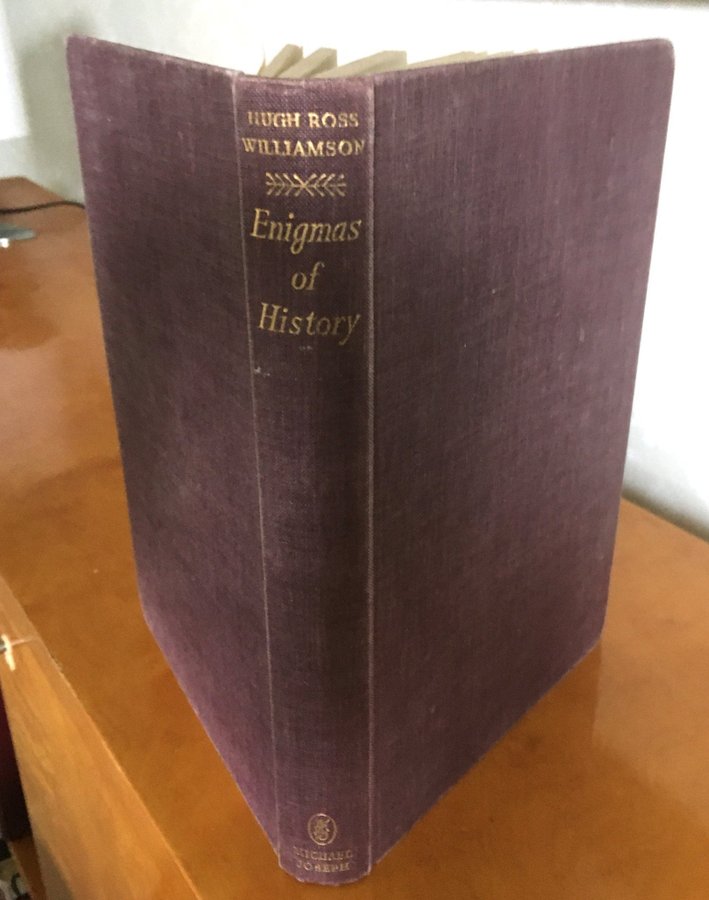 HUGH ROSS
WILLIAMSON
Enigmas
of
History
MICHAEL
JOSEPH